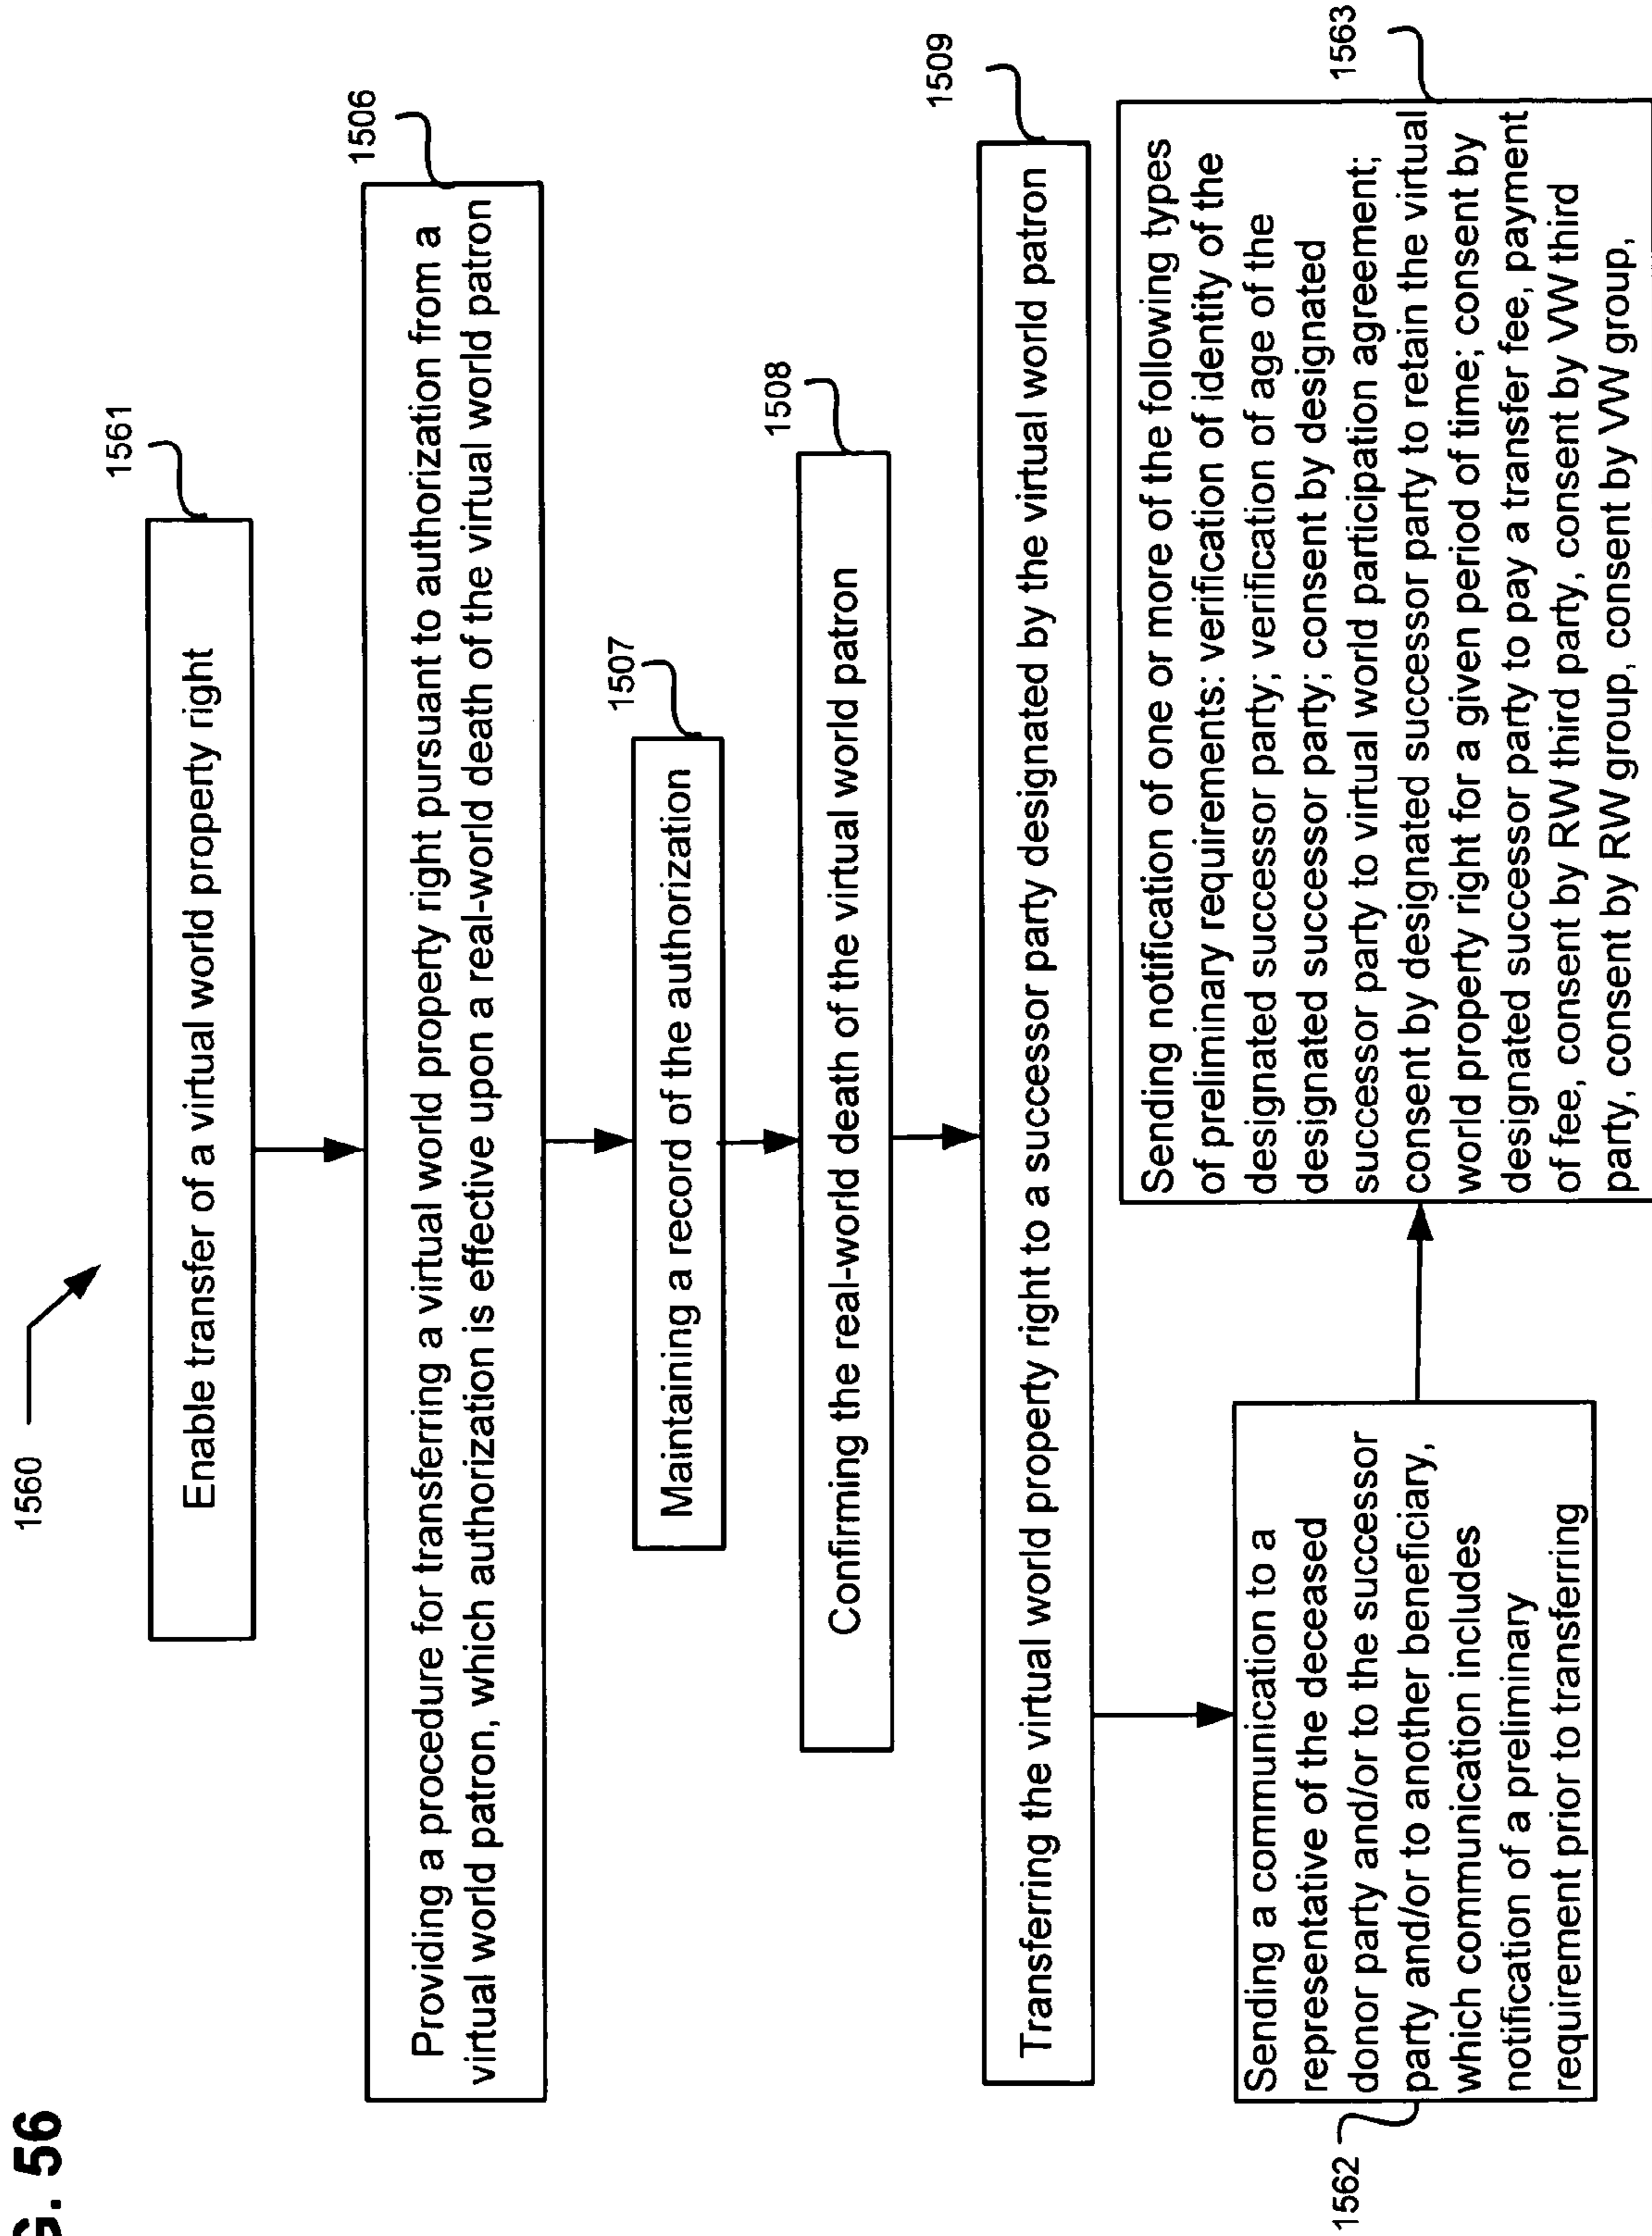 G. 56
1560
1561
Enable transfer of a virtual world property right
1506
Providing a procedure for transferring a virtual world property right pursuant to authorization from a
virtual world patron, which authorization is effective upon a real-world death of the virtual world patron
1507
Maintaining a record of the authorization
1508
Confirming the real-world death of the virtual world patron
1509
Transferring the virtual world property right to a successor party designated by the virtual world patron
1562
Sending a communication to a
representative of the deceased
donor party and/or to the successor
party and/or to another beneficiary,
which communication includes
notification of a preliminary
requirement prior to transferring
1563
Sending notification of one or more of the following types
of preliminary requirements: verification of identity of the
designated successor party; verification of age of the
designated successor party; consent by designated
successor party to virtual world participation agreement;
consent by designated successor party to retain the virtual
world property right for a given period of time; consent by
designated successor party to pay a transfer fee, payment
of fee, consent by RW third party, consent by VW third
party, consent by RW group, consent by VW group,